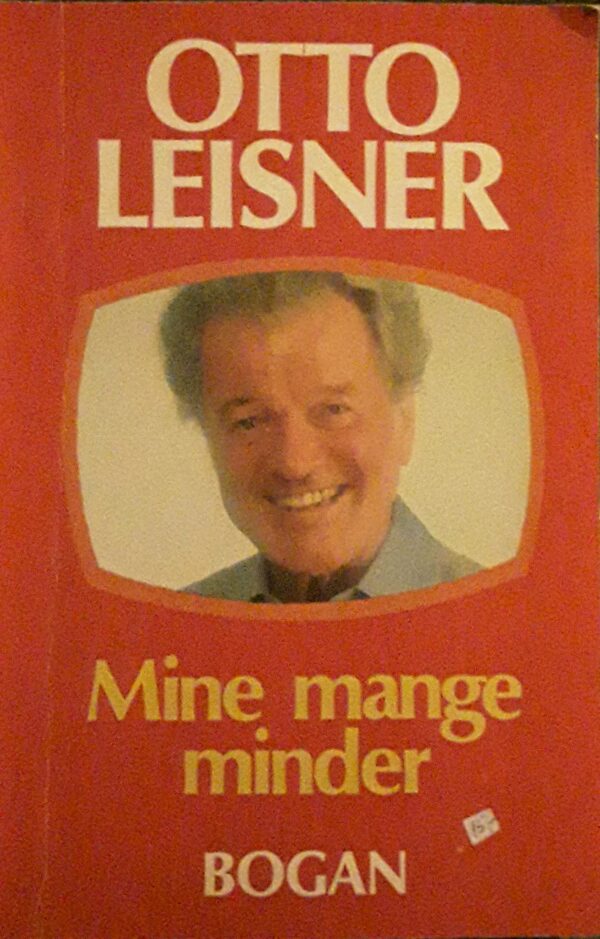 OTTO
LEISNER
Mine mange
minder
BOGAN